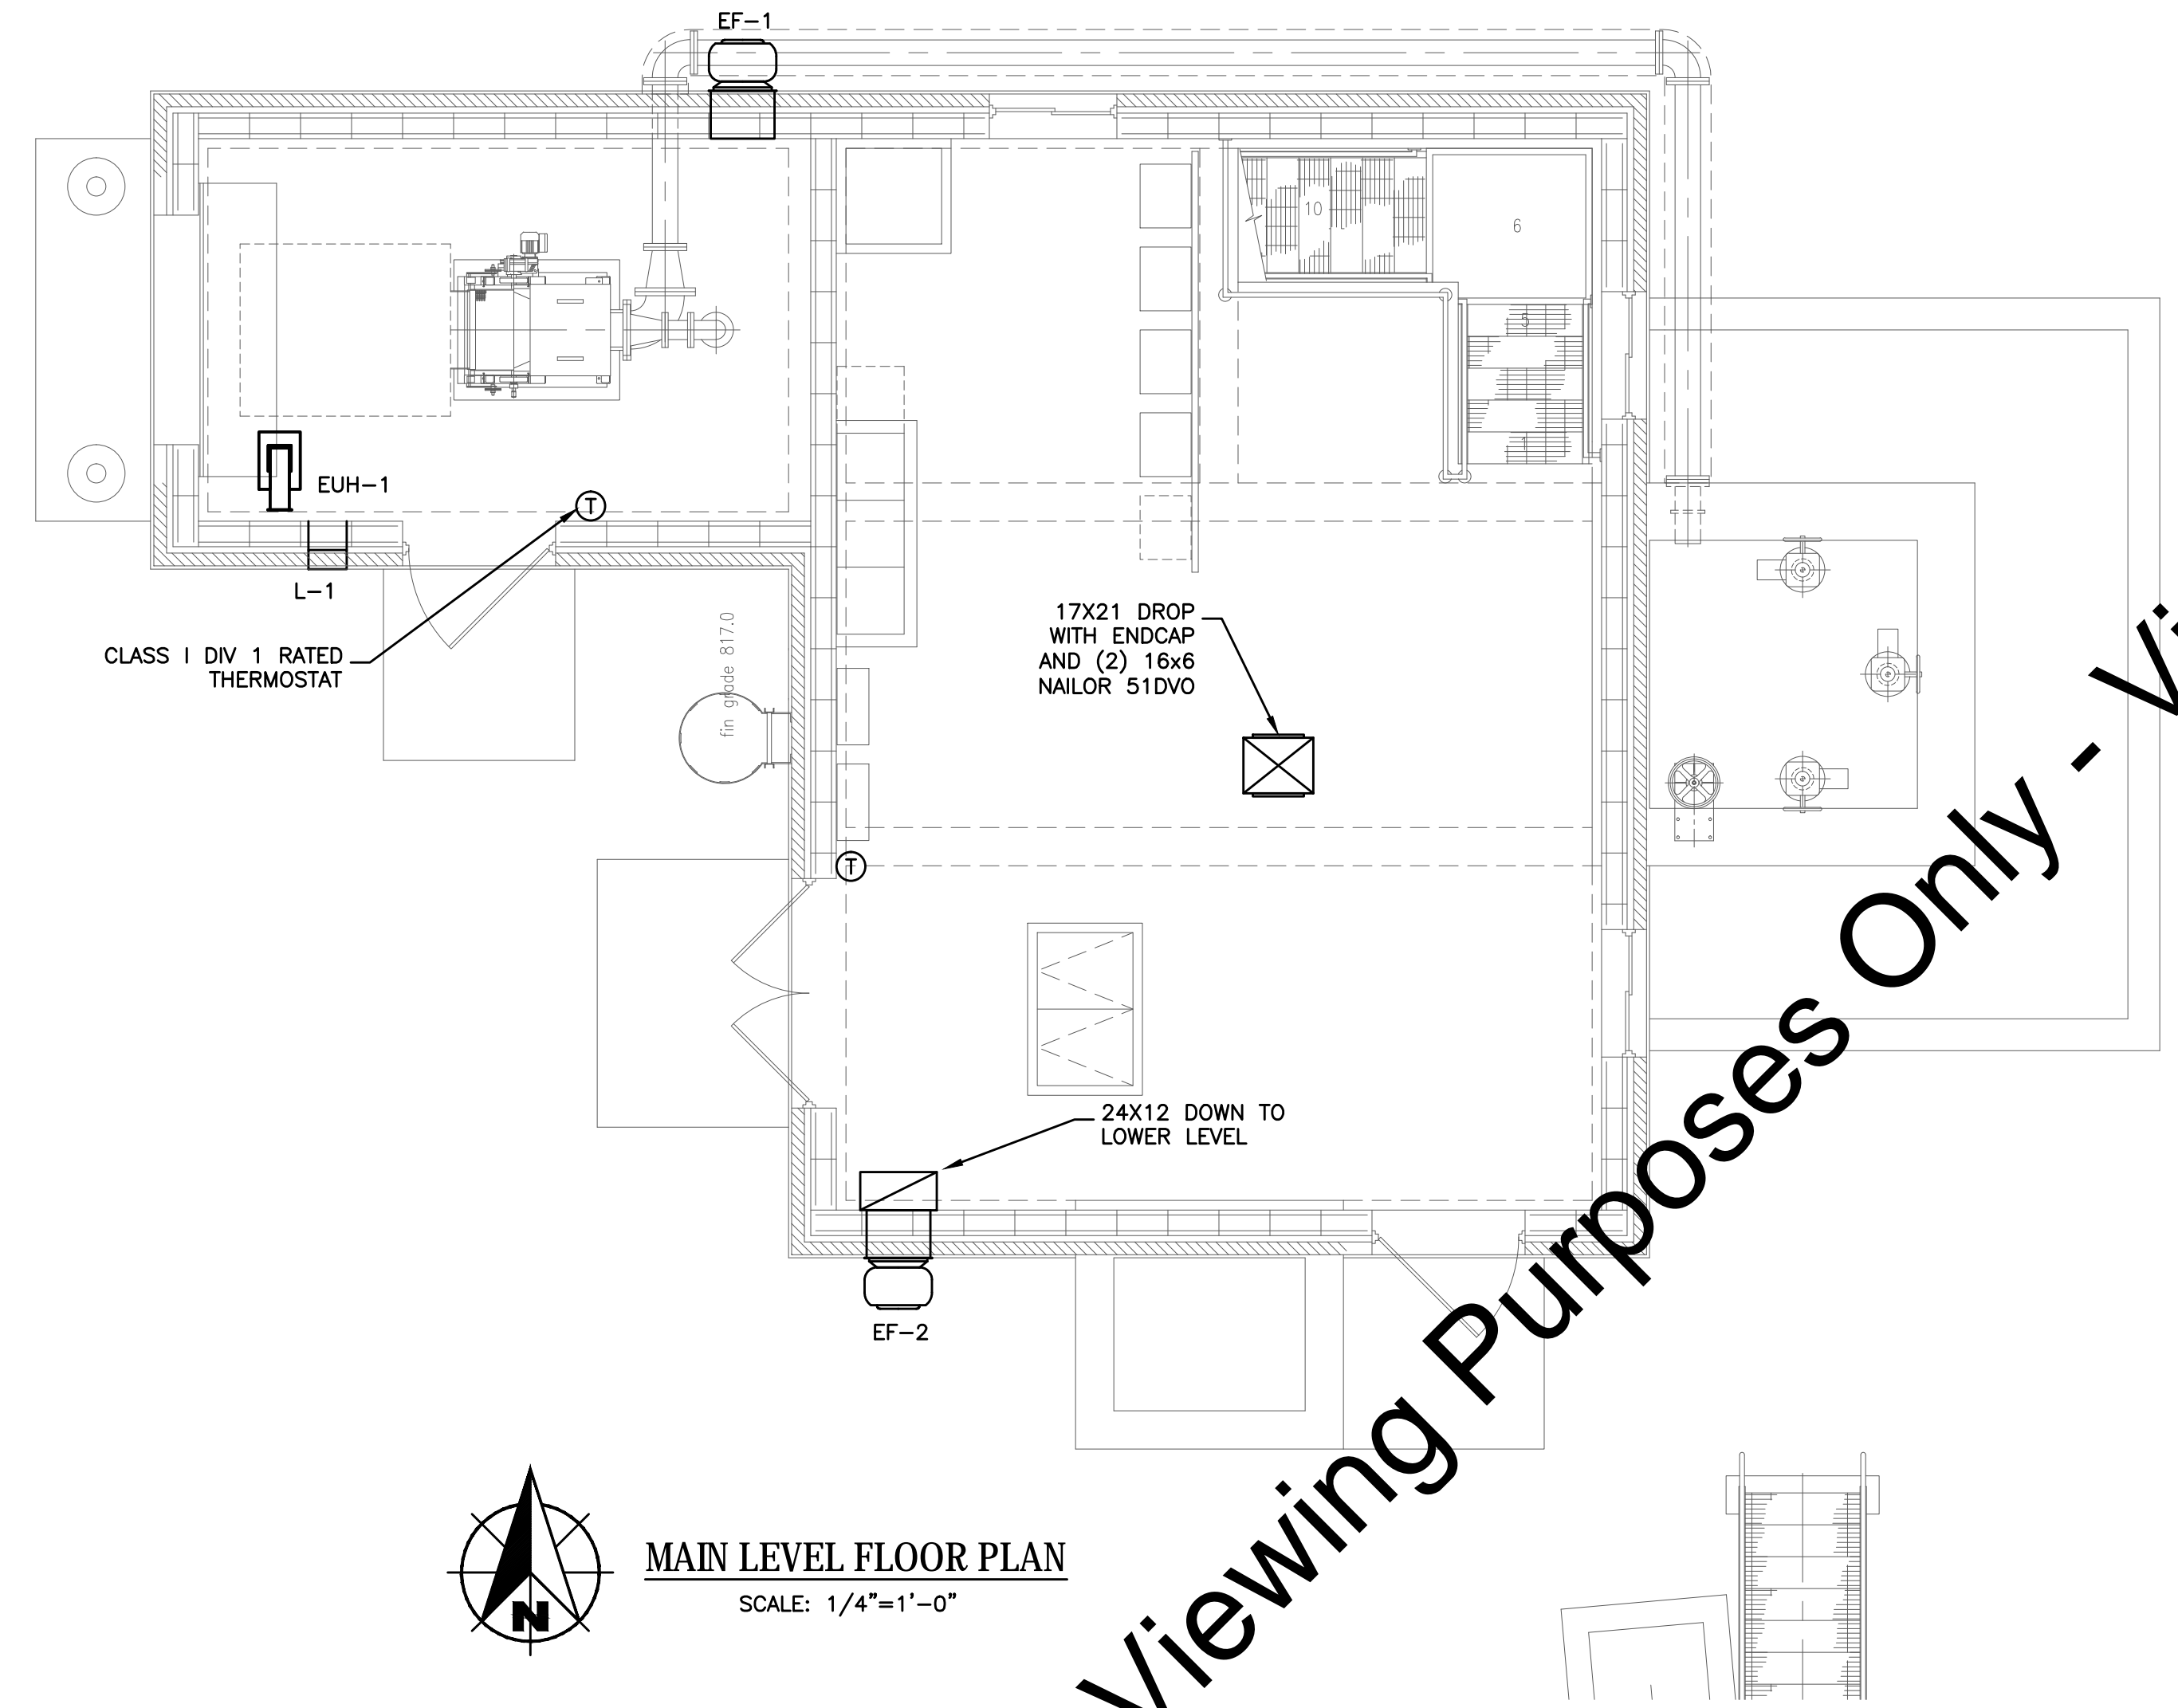 EF-1
10
6
5
1
T
EUH-1
L-1
CLASS I DIV 1 RATED
THERMOSTAT
fin grade 817.0
17X21 DROP
WITH ENDCAP
AND (2) 16x6
NAILOR 51DVO
T
24X12 DOWN TO
LOWER LEVEL
EF-2
N
MAIN LEVEL FLOOR PLAN
SCALE: 1/4"=1'-0"
Viewing Purposes Only - Vi